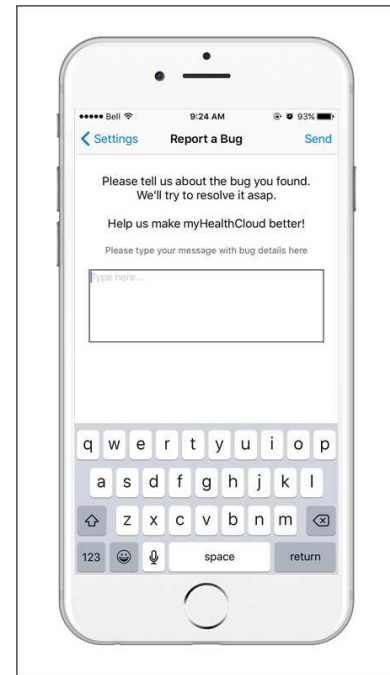 Bell 9:24 AM 93%
Settings Report a Bug Send
Please tell us about the bug you found.
We'll try to resolve it asap.
Help us make myHealthCloud better!
Please type your message with bug details here
Type here...
q w e r t y u i o p
a s d f g h j k l
z x c v b n m
123 space return